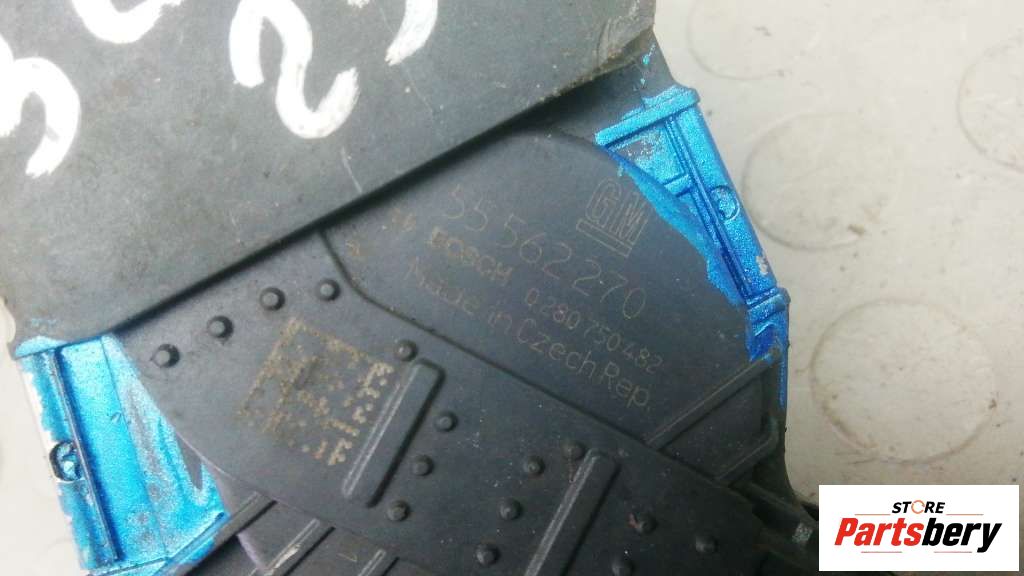 GM
55 562 270
BOSCH 0 280 750 482
Made in Czech Rep.
STORE
Partsbery